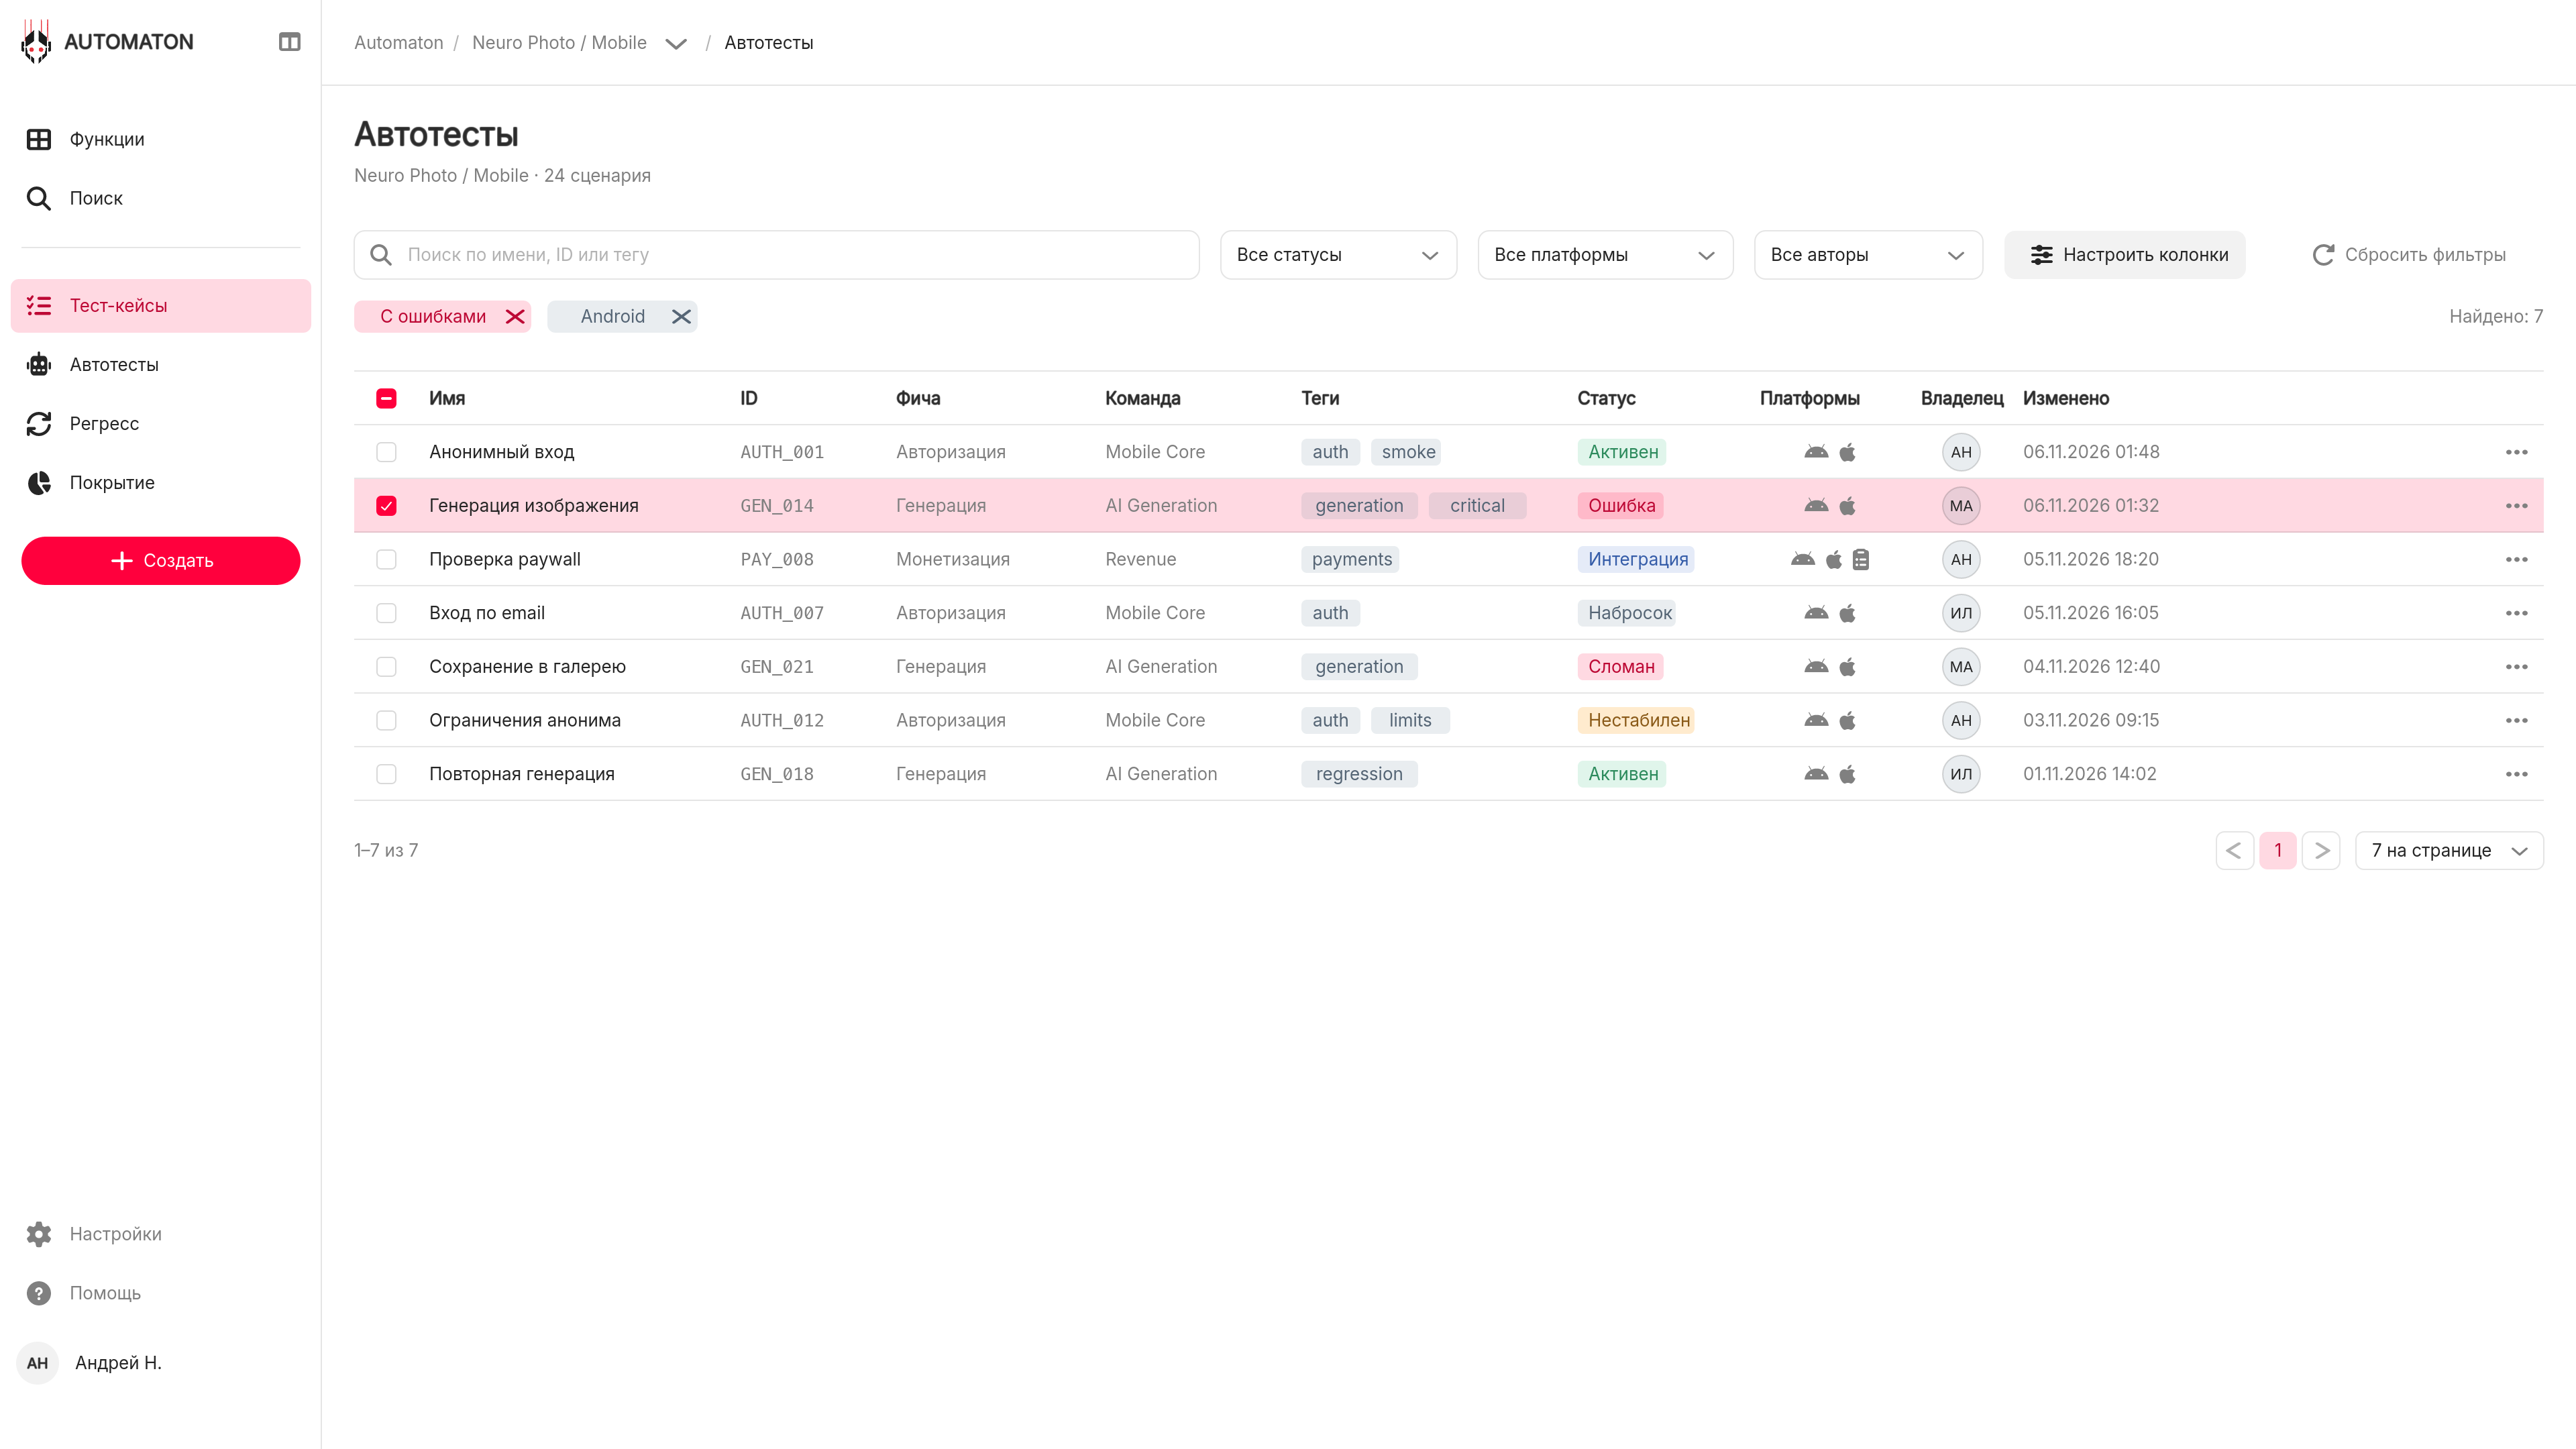 AUTOMATON
Automaton / Neuro Photo / Mobile / Автотесты
Функции
Поиск
Тест-кейсы
Автотесты
Регресс
Покрытие
Создать
Настройки
? Помощь
АН Андрей Н.
Автотесты
Neuro Photo / Mobile · 24 сценария
Поиск по имени, ID или тегу Все статусы Все платформы Все авторы Настроить колонки Сбросить фильтры
С ошибками Android Найдено: 7
Имя ID Фича Команда Теги Статус Платформы Владелец Изменено
Анонимный вход AUTH_001 Авторизация Mobile Core auth smoke Активен АН 06.11.2026 01:48
Генерация изображения GEN_014 Генерация AI Generation generation critical Ошибка МА 06.11.2026 01:32
Проверка paywall PAY_008 Монетизация Revenue payments Интеграция АН 05.11.2026 18:20
Вход по email AUTH_007 Авторизация Mobile Core auth Набросок ИЛ 05.11.2026 16:05
Сохранение в галерею GEN_021 Генерация AI Generation generation Сломан МА 04.11.2026 12:40
Ограничения анонима AUTH_012 Авторизация Mobile Core auth limits Нестабилен АН 03.11.2026 09:15
Повторная генерация GEN_018 Генерация AI Generation regression Активен ИЛ 01.11.2026 14:02
1–7 из 7 1 7 на странице